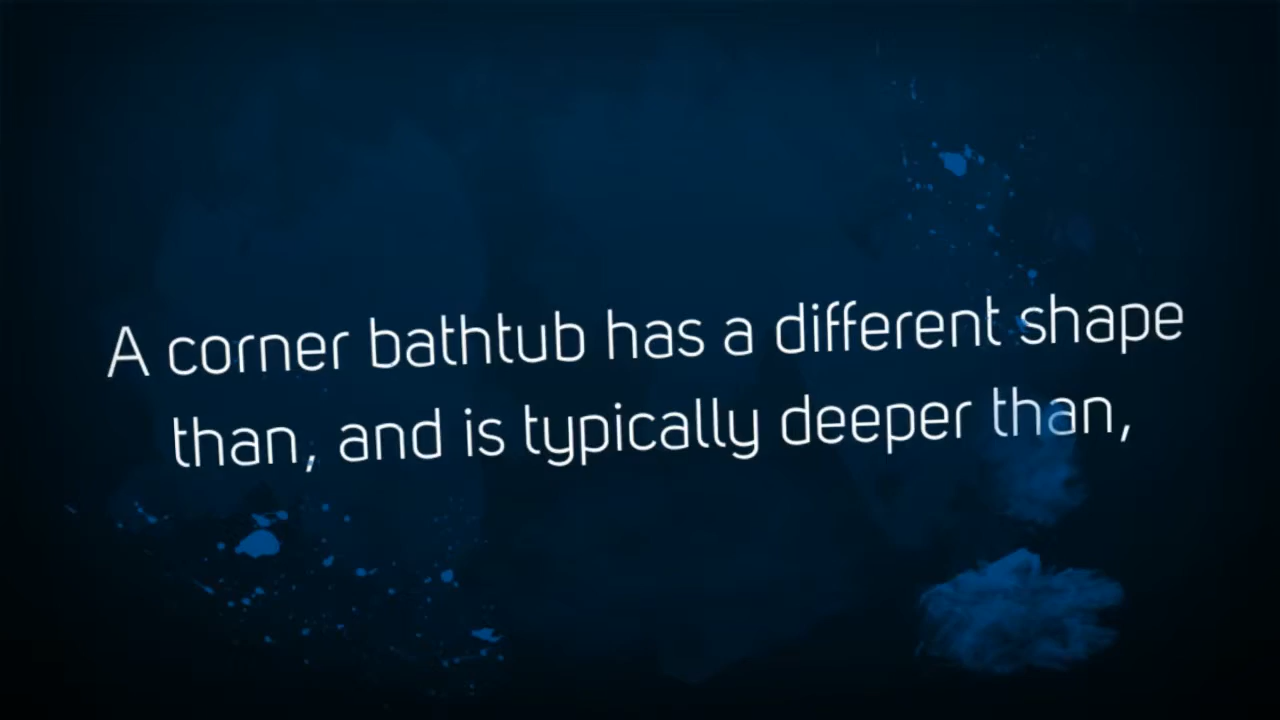 A corner bathtub has a different shape
than, and is typically deeper than,